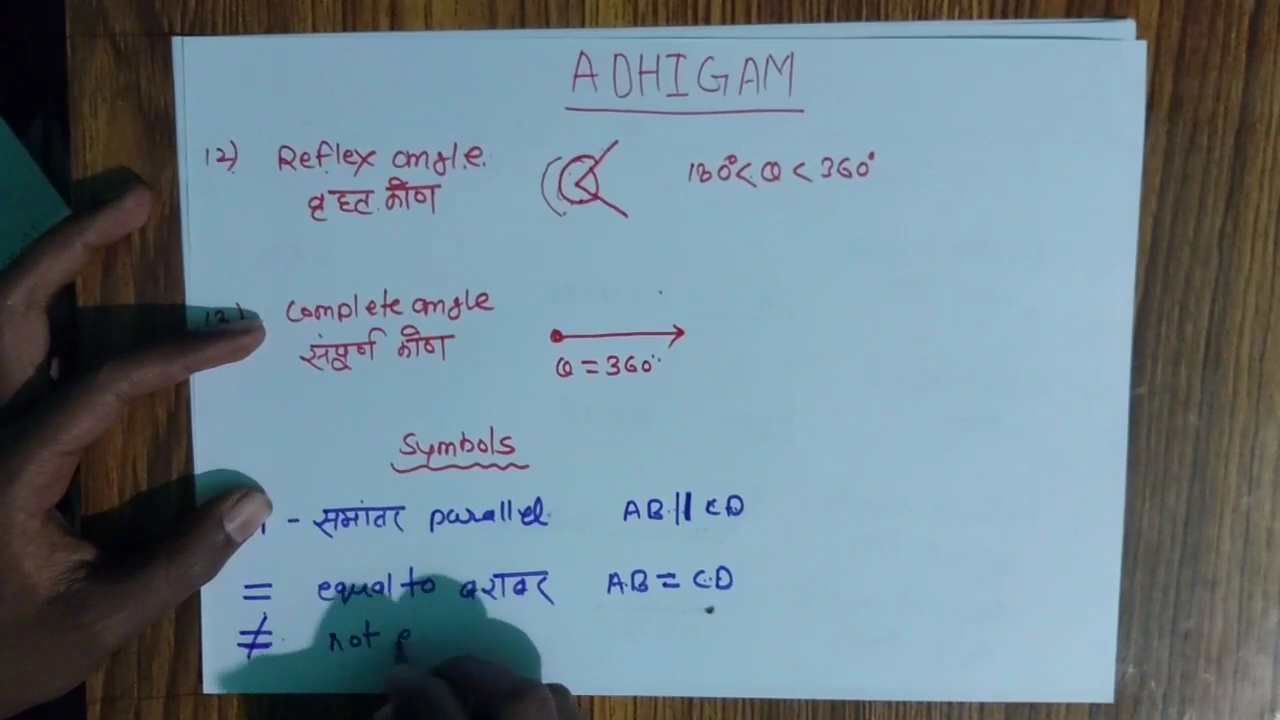 ADHIGAM
12) Reflex angle 180°< θ < 360°
वृहत कोण
Complete angle
संपूर्ण कोण θ = 360°
Symbols
- समांतर parallel AB || CD
= equal to बराबर AB = CD
≠ not e